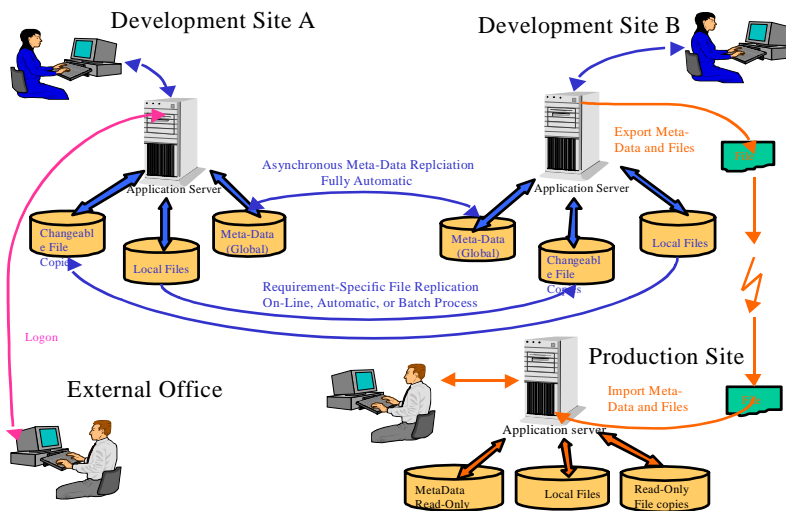 Development Site A
Development Site B
Export Meta-
Data and Files
Asynchronous Meta-Data Replciation
Fully Automatic
Application Server
Application Server
Changeabl
e File
Copies
Local Files
Meta-Data
(Global)
Meta-Data
(Global)
Changeabl
e File
Copies
Local Files
Requirement-Specific File Replication
On-Line, Automatic, or Batch Process
Logon
External Office
Production Site
Import Meta-
Data and Files
Application server
MetaData
Read-Only
Local Files
Read-Only
File copies